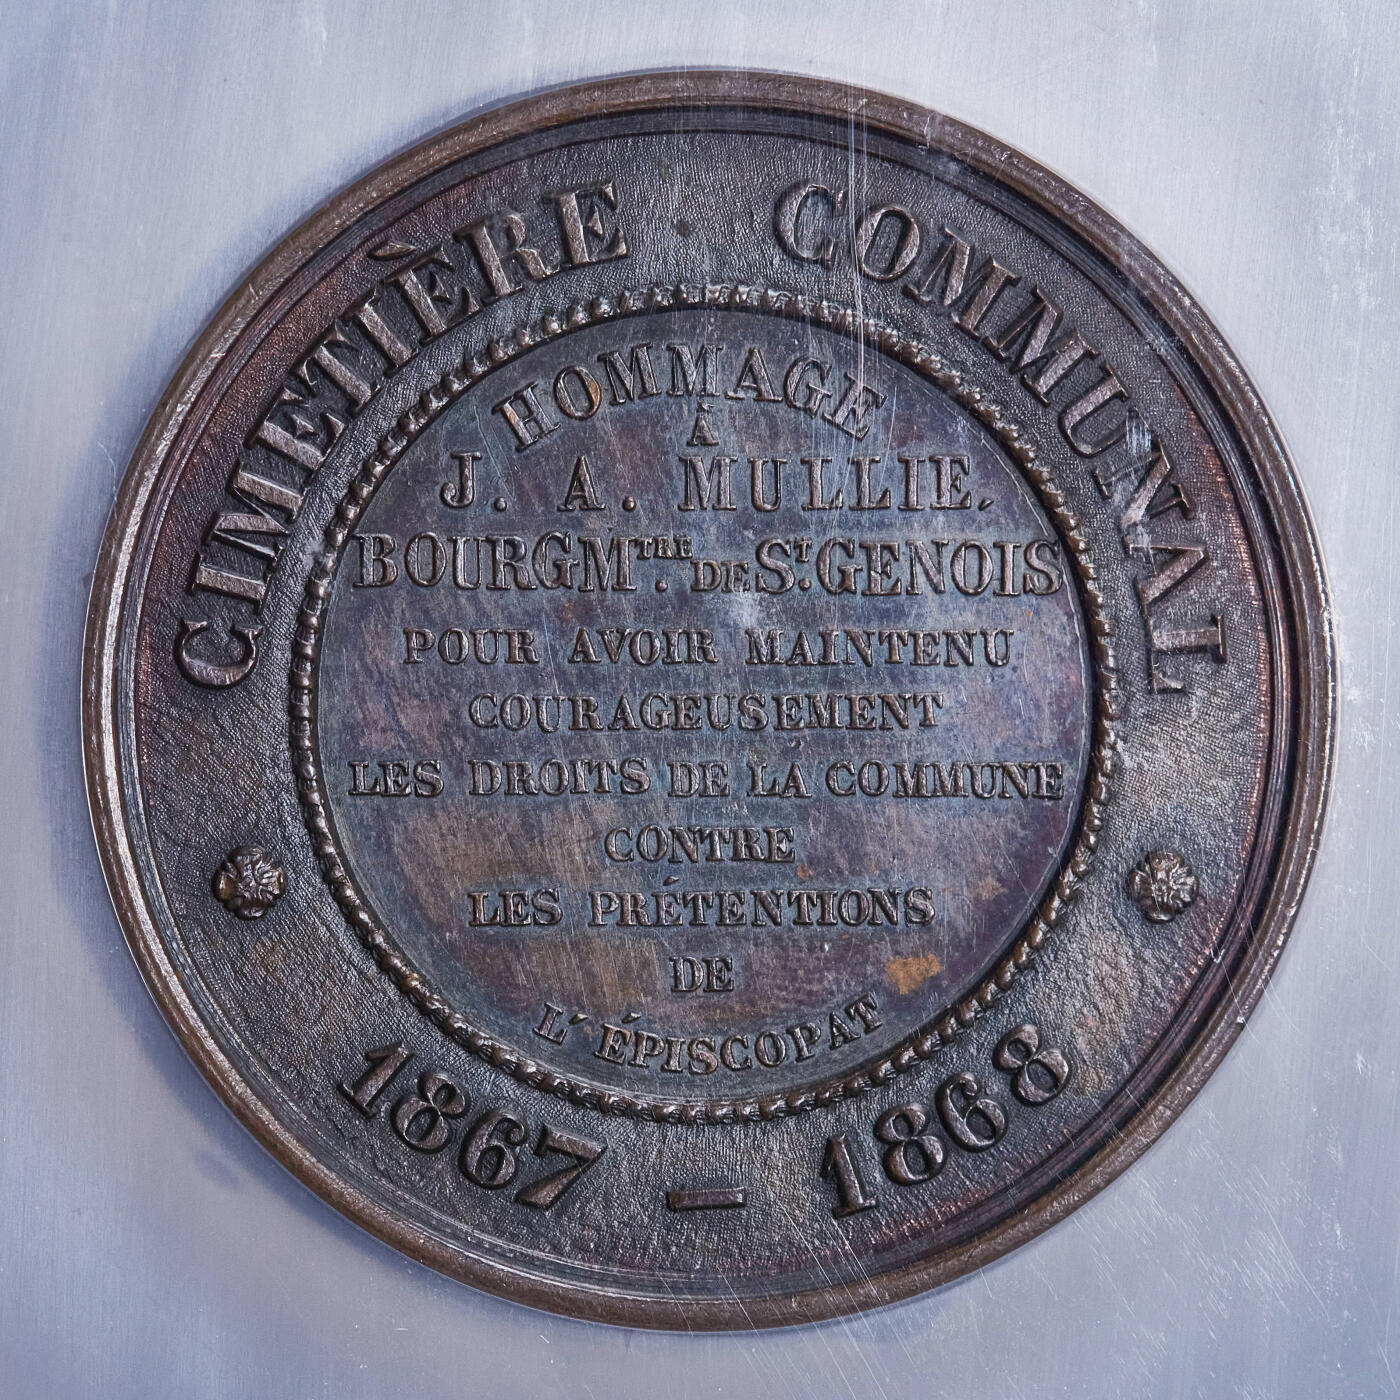 CIMETIÈRE COMMUNAL
HOMMAGE
À
J. A. MULLIE,
BOURGMTRE. DE ST. GENOIS
POUR AVOIR MAINTENU
COURAGEUSEMENT
LES DROITS DE LA COMMUNE
CONTRE
LES PRÉTENTIONS
DE
L'ÉPISCOPAT
1867 — 1868